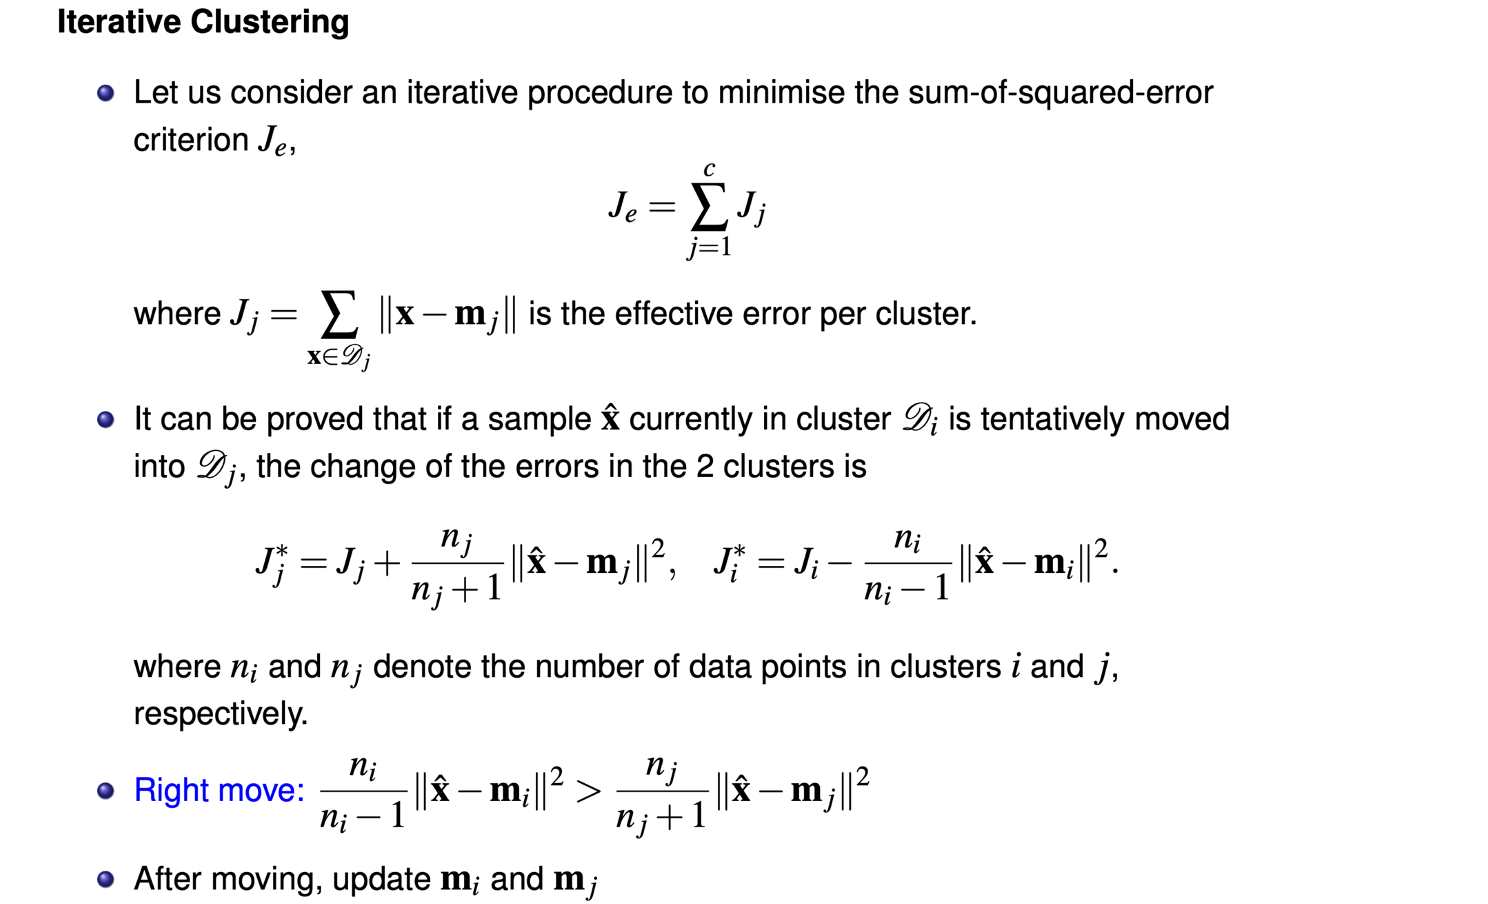 Iterative Clustering
Let us consider an iterative procedure to minimise the sum-of-squared-error
criterion $J_e$,
$J_e = \sum_{j=1}^{c} J_j$
where $J_j = \sum_{\mathbf{x} \in \mathscr{D}_j} \|\mathbf{x} - \mathbf{m}_j\|$ is the effective error per cluster.
It can be proved that if a sample $\hat{\mathbf{x}}$ currently in cluster $\mathscr{D}_i$ is tentatively moved
into $\mathscr{D}_j$, the change of the errors in the 2 clusters is
$J_j^* = J_j + \frac{n_j}{n_j+1} \|\hat{\mathbf{x}} - \mathbf{m}_j\|^2, \quad J_i^* = J_i - \frac{n_i}{n_i-1} \|\hat{\mathbf{x}} - \mathbf{m}_i\|^2.$
where $n_i$ and $n_j$ denote the number of data points in clusters $i$ and $j$,
respectively.
Right move: $\frac{n_i}{n_i-1} \|\hat{\mathbf{x}} - \mathbf{m}_i\|^2 > \frac{n_j}{n_j+1} \|\hat{\mathbf{x}} - \mathbf{m}_j\|^2$
After moving, update $\mathbf{m}_i$ and $\mathbf{m}_j$